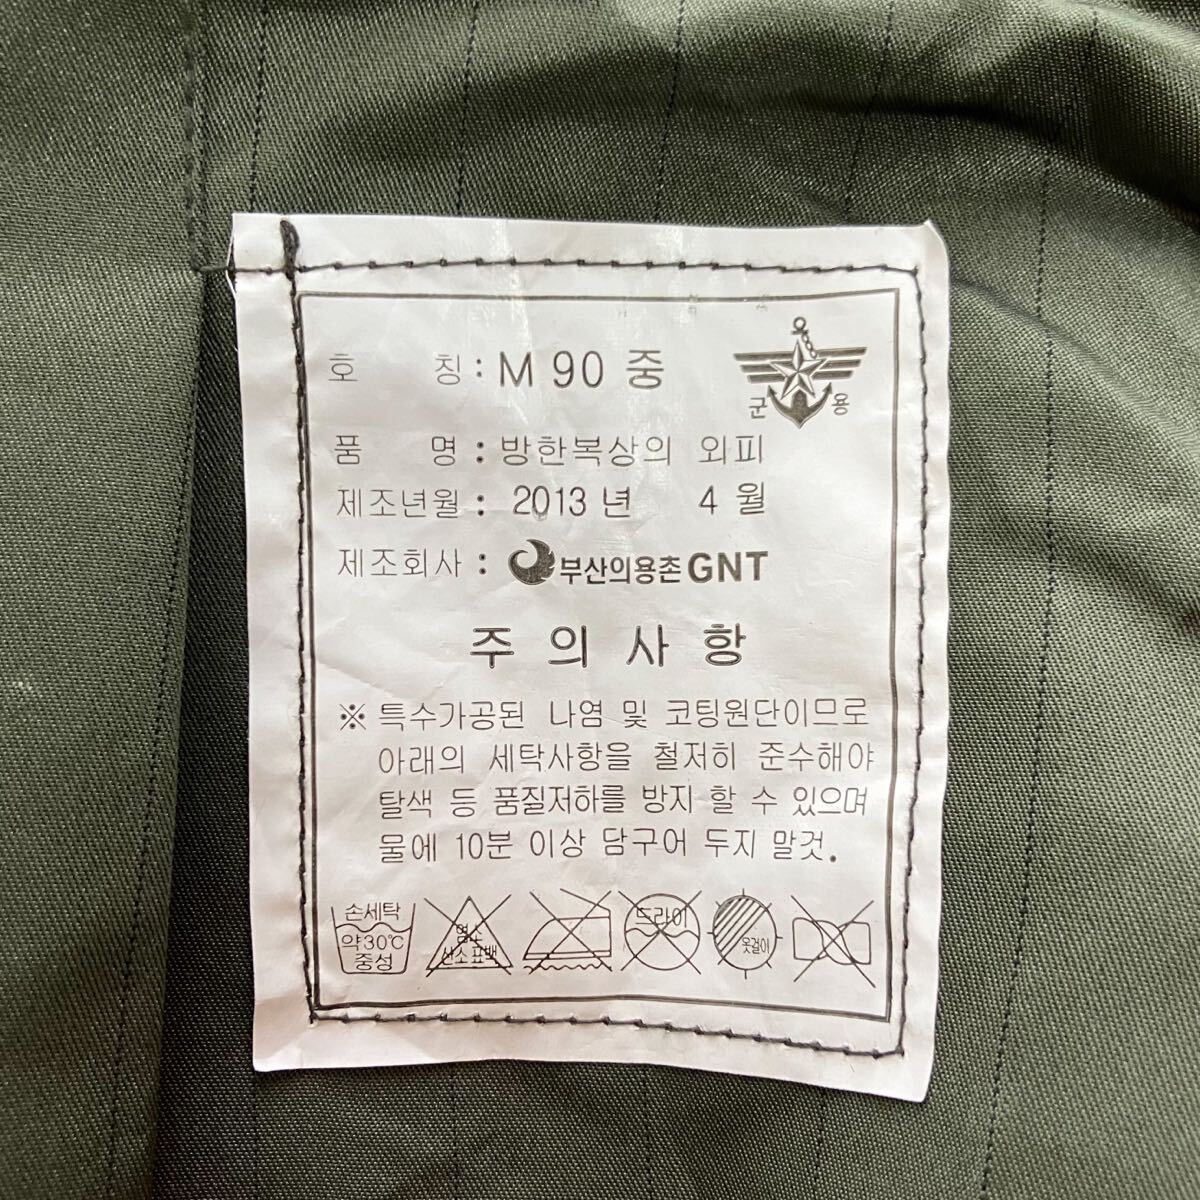 호 칭 : M 90 중
군 용
품 명 : 방한복상의 외피
제조년월 : 2013 년 4 월
제조회사 : 부산의용촌GNT
주 의 사 항
※ 특수가공된 나염 및 코팅원단이므로
아래의 세탁사항을 철저히 준수해야
탈색 등 품질저하를 방지 할 수 있으며
물에 10분 이상 담구어 두지 말것.
손세탁
약30℃
중성
염소
산소표백
드라이
옷걸이